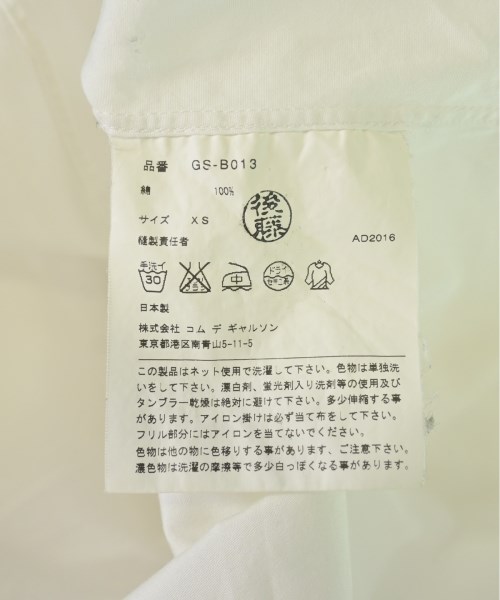 品番 GS-B013
綿 100%
サイズ XS
後藤
縫製責任者
AD2016
手洗イ
30
中
ドライ
セキユ系
日本製
株式会社 コム デ ギャルソン
東京都港区南青山5-11-5
この製品はネット使用で洗濯して下さい。色物は単独洗
いをして下さい。漂白剤、蛍光剤入り洗剤等の使用及び
タンブラー乾燥は絶対に避けて下さい。多少伸縮する事
があります。アイロン掛けは必ず当て布をして下さい。
フリル部分にはアイロンを当てないでください。
色物は他の物に色移りする事があります、ご注意下さい。
濃色物は洗濯の摩擦等で多少白っぽくなる事があります。